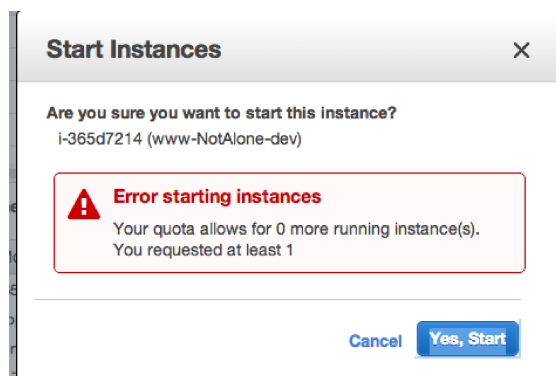 Start Instances
Are you sure you want to start this instance?
i-365d7214 (www-NotAlone-dev)
Error starting instances
Your quota allows for 0 more running instance(s).
You requested at least 1
Cancel
Yes, Start